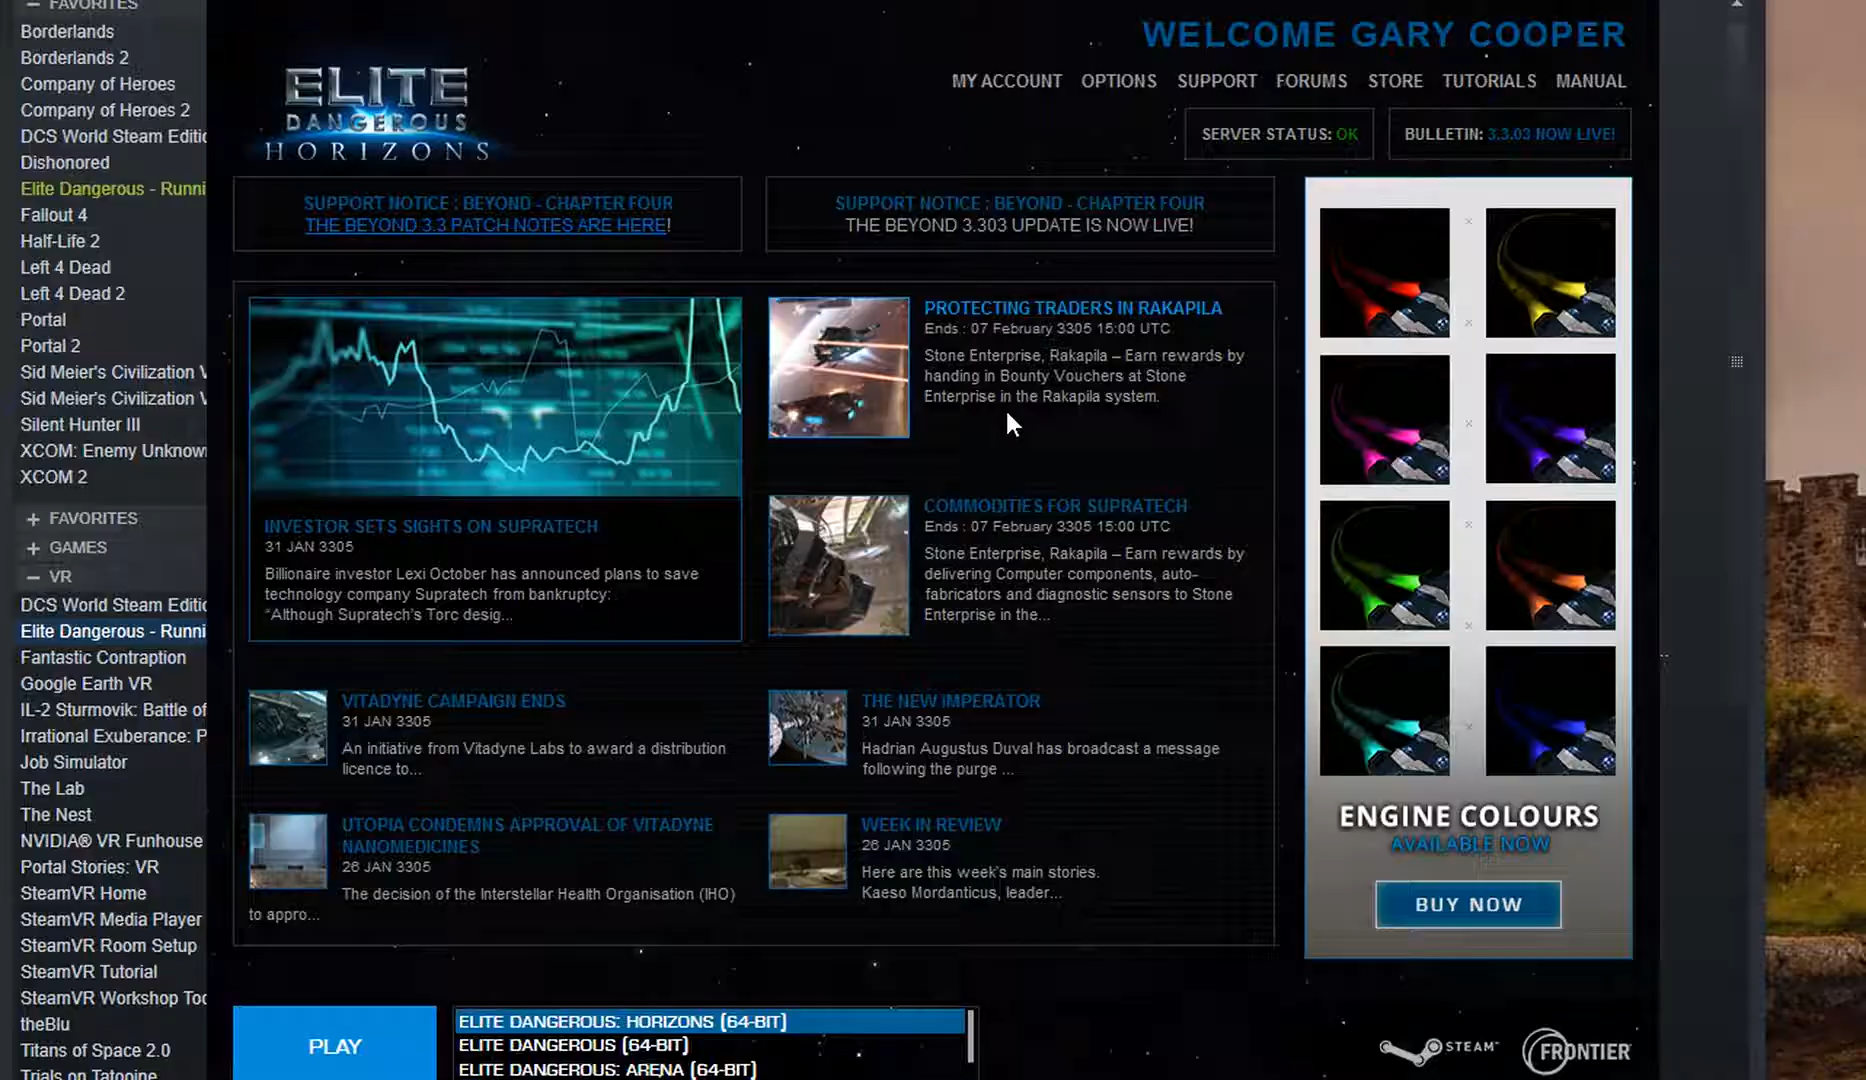 FAVORITES
Borderlands
Borderlands 2
Company of Heroes
Company of Heroes 2
DCS World Steam Editic
Dishonored
Elite Dangerous - Runni
Fallout 4
Half-Life 2
Left 4 Dead
Left 4 Dead 2
Portal
Portal 2
Sid Meier's Civilization V
Sid Meier's Civilization V
Silent Hunter III
XCOM: Enemy Unknow
XCOM 2
FAVORITES
GAMES
VR
DCS World Steam Editic
Elite Dangerous - Runni
Fantastic Contraption
Google Earth VR
IL-2 Sturmovik: Battle of
Irrational Exuberance: P
Job Simulator
The Lab
The Nest
NVIDIA® VR Funhouse
Portal Stories: VR
SteamVR Home
SteamVR Media Player
SteamVR Room Setup
SteamVR Tutorial
SteamVR Workshop Too
theBlu
Titans of Space 2.0
Trials on Tatooine
ELITE
DANGEROUS
HORIZONS
WELCOME GARY COOPER
MY ACCOUNT OPTIONS SUPPORT FORUMS STORE TUTORIALS MANUAL
SERVER STATUS: OK
BULLETIN: 3.3.03 NOW LIVE!
SUPPORT NOTICE : BEYOND - CHAPTER FOUR
THE BEYOND 3.3 PATCH NOTES ARE HERE!
SUPPORT NOTICE : BEYOND - CHAPTER FOUR
THE BEYOND 3.303 UPDATE IS NOW LIVE!
INVESTOR SETS SIGHTS ON SUPRATECH
31 JAN 3305
Billionaire investor Lexi October has announced plans to save
technology company Supratech from bankruptcy:
“Although Supratech’s Torc desig...
PROTECTING TRADERS IN RAKAPILA
Ends : 07 February 3305 15:00 UTC
Stone Enterprise, Rakapila – Earn rewards by
handing in Bounty Vouchers at Stone
Enterprise in the Rakapila system.
COMMODITIES FOR SUPRATECH
Ends : 07 February 3305 15:00 UTC
Stone Enterprise, Rakapila – Earn rewards by
delivering Computer components, auto-
fabricators and diagnostic sensors to Stone
Enterprise in the...
VITADYNE CAMPAIGN ENDS
31 JAN 3305
An initiative from Vitadyne Labs to award a distribution
licence to...
THE NEW IMPERATOR
31 JAN 3305
Hadrian Augustus Duval has broadcast a message
following the purge ...
UTOPIA CONDEMNS APPROVAL OF VITADYNE
NANOMEDICINES
26 JAN 3305
The decision of the Interstellar Health Organisation (IHO)
to appro...
WEEK IN REVIEW
26 JAN 3305
Here are this week's main stories.
Kaeso Mordanticus, leader...
ENGINE COLOURS
AVAILABLE NOW
BUY NOW
PLAY
ELITE DANGEROUS: HORIZONS (64-BIT)
ELITE DANGEROUS (64-BIT)
ELITE DANGEROUS: ARENA (64-BIT)
STEAM
FRONTIER